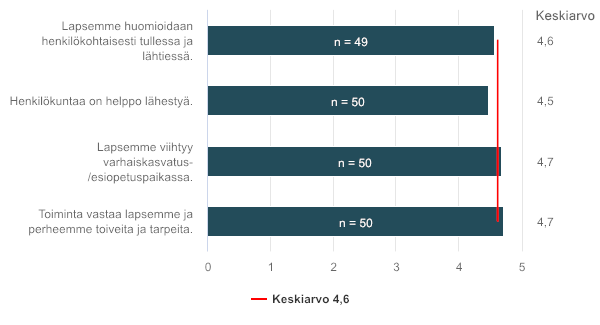 Keskiarvo
Lapsemme huomioidaan
henkilökohtaisesti tullessa ja
lähtiessä.
n = 49
4,6
Henkilökuntaa on helppo lähestyä.
n = 50
4,5
Lapsemme viihtyy
varhaiskasvatus-
/esiopetuspaikassa.
n = 50
4,7
Toiminta vastaa lapsemme ja
perheemme toiveita ja tarpeita.
n = 50
4,7
0 1 2 3 4 5
Keskiarvo 4,6